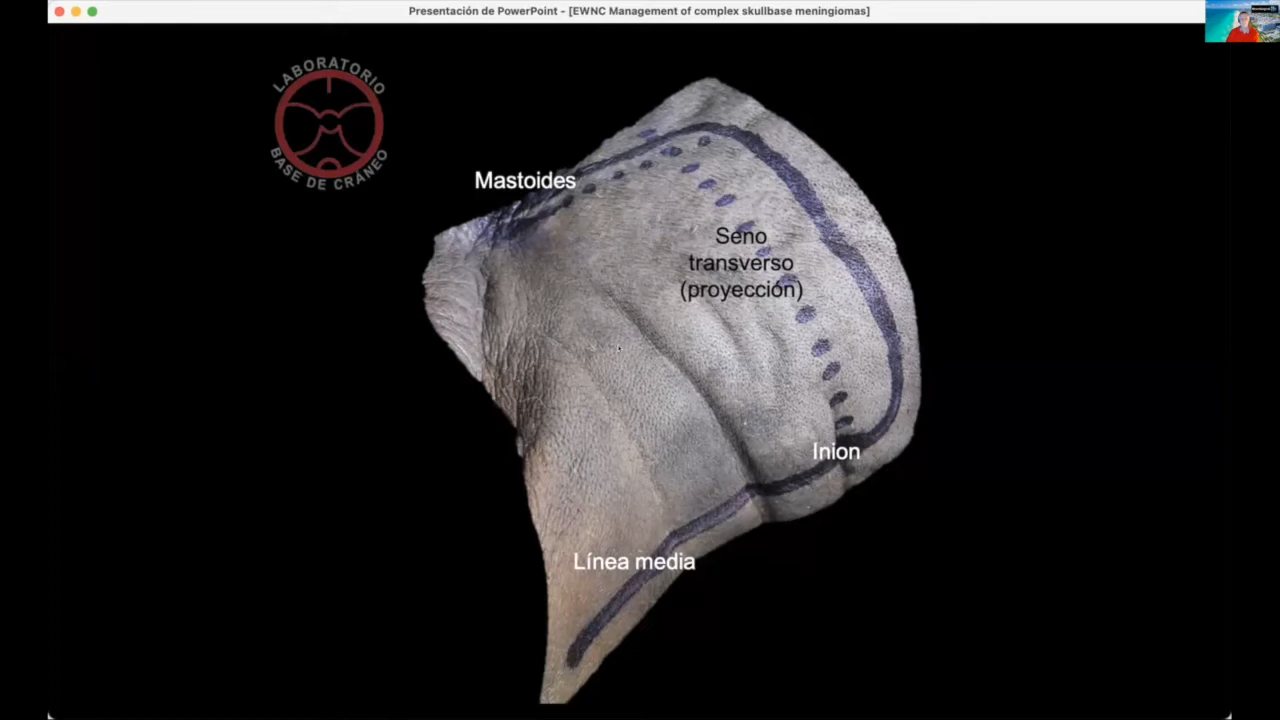 Presentación de PowerPoint - [EWNC Management of complex skullbase meningiomas]
LABORATORIO
BASE DE CRÁNEO
Mastoides
Seno
transverso
(proyección)
Inion
Línea media